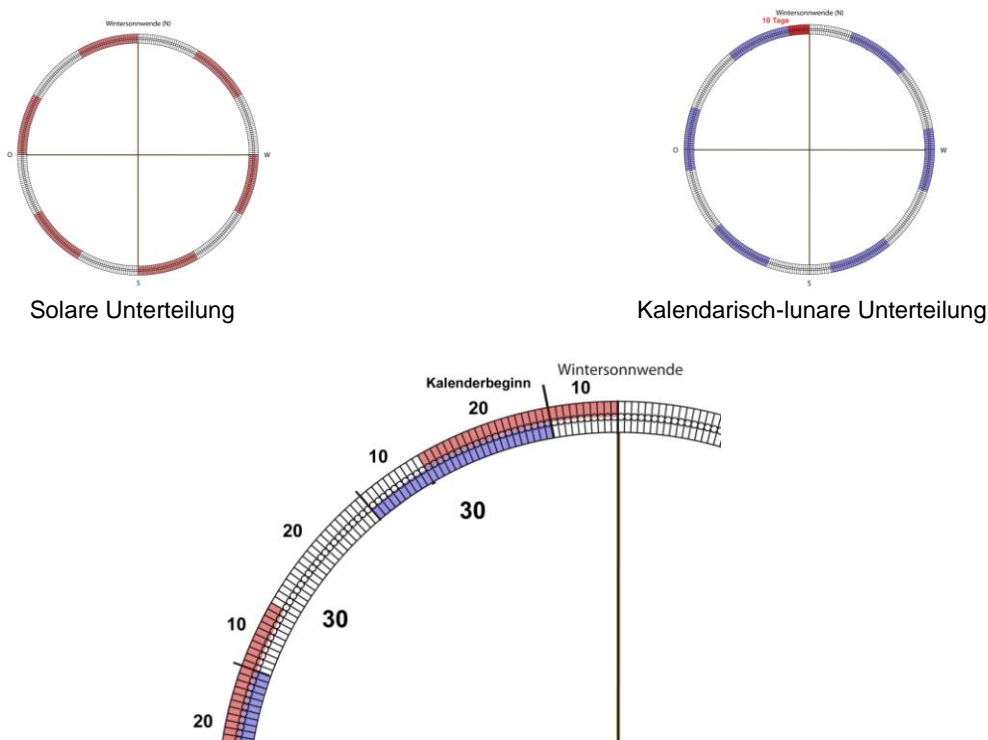 Wintersonnwende (N)
O
W
S
Solare Unterteilung
Wintersonnwende (N)
10 Tage
O
W
S
Kalendarisch-lunare Unterteilung
Wintersonnwende
Kalenderbeginn
10
20
10
30
20
30
10
20